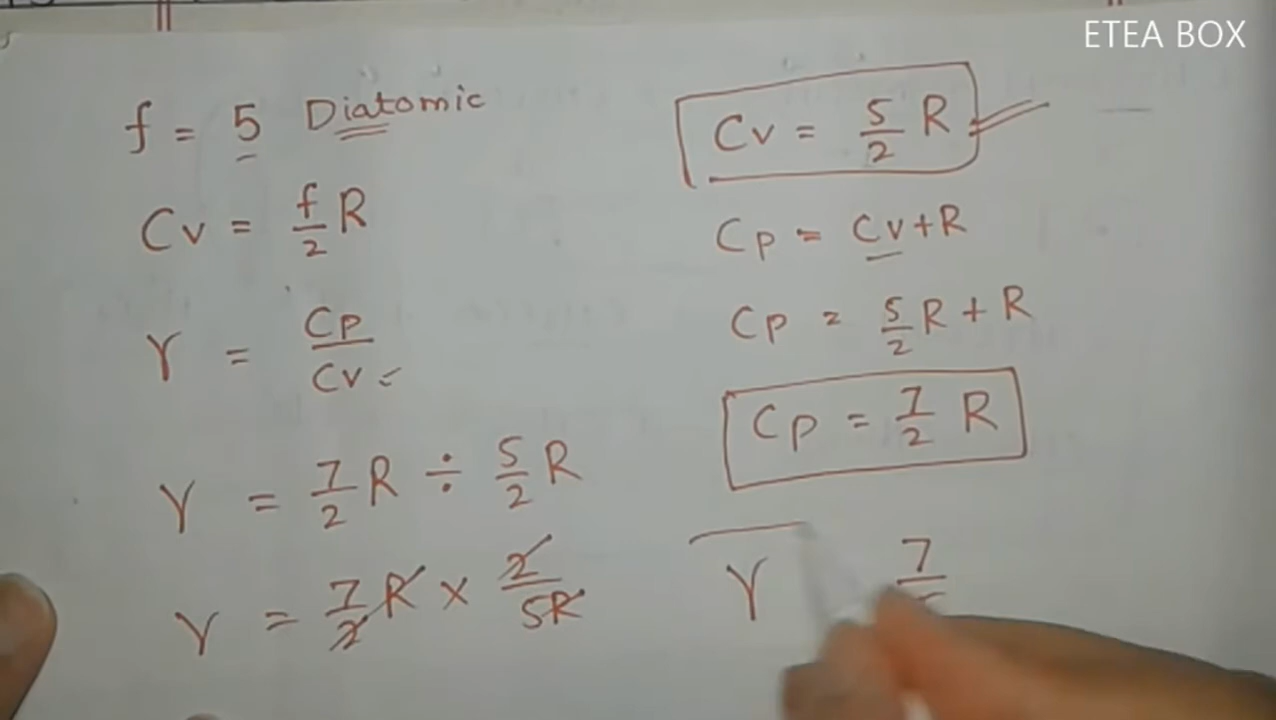 ETEA BOX
f = 5 Diatomic
Cv = f/2 R
γ = Cp/Cv =
γ = 7/2 R ÷ 5/2 R
γ = 7/2 R × 2/5R
Cv = 5/2 R
Cp = Cv + R
Cp = 5/2 R + R
Cp = 7/2 R
γ 7